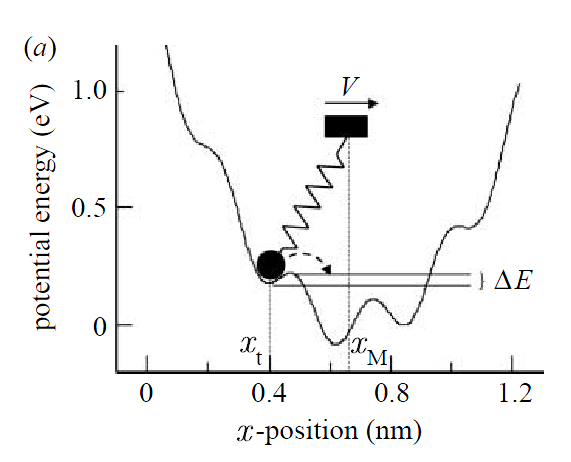 (a)
potential energy (eV)
1.0
0.5
0
V
} ΔE
x_t
x_M
0
0.4
0.8
1.2
x-position (nm)